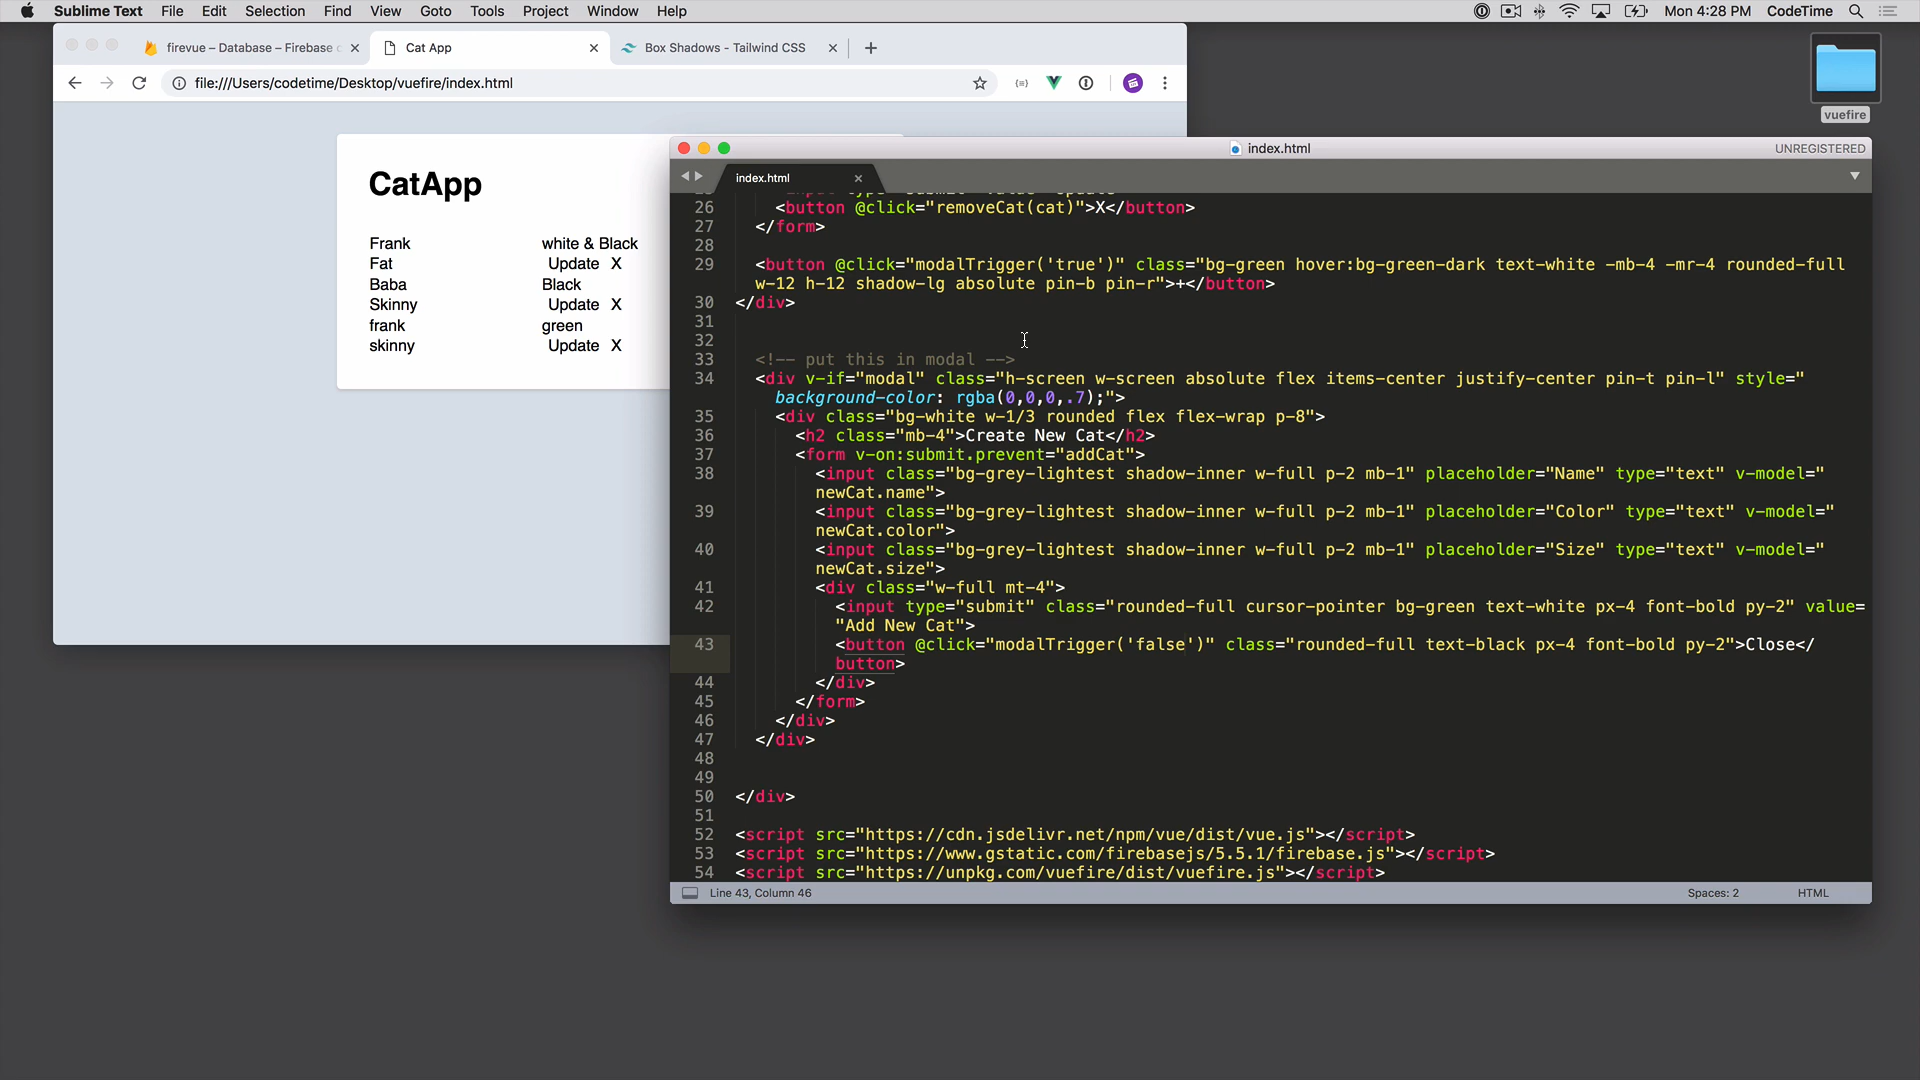 Sublime Text File Edit Selection Find View Goto Tools Project Window Help Mon 4:28 PM CodeTime
firevue – Database – Firebase Cat App Box Shadows - Tailwind CSS
file:///Users/codetime/Desktop/vuefire/index.html
vuefire
CatApp
Frank white & Black
Fat Update X
Baba Black
Skinny Update X
frank green
skinny Update X
index.html UNREGISTERED
index.html
26 <button @click="removeCat(cat)">X</button>
27 </form>
28
29 <button @click="modalTrigger('true')" class="bg-green hover:bg-green-dark text-white -mb-4 -mr-4 rounded-full
w-12 h-12 shadow-lg absolute pin-b pin-r">+</button>
30 </div>
31
32
33 <!-- put this in modal -->
34 <div v-if="modal" class="h-screen w-screen absolute flex items-center justify-center pin-t pin-l" style="
background-color: rgba(0,0,0,.7);">
35 <div class="bg-white w-1/3 rounded flex flex-wrap p-8">
36 <h2 class="mb-4">Create New Cat</h2>
37 <form v-on:submit.prevent="addCat">
38 <input class="bg-grey-lightest shadow-inner w-full p-2 mb-1" placeholder="Name" type="text" v-model="
newCat.name">
39 <input class="bg-grey-lightest shadow-inner w-full p-2 mb-1" placeholder="Color" type="text" v-model="
newCat.color">
40 <input class="bg-grey-lightest shadow-inner w-full p-2 mb-1" placeholder="Size" type="text" v-model="
newCat.size">
41 <div class="w-full mt-4">
42 <input type="submit" class="rounded-full cursor-pointer bg-green text-white px-4 font-bold py-2" value=
"Add New Cat">
43 <button @click="modalTrigger('false')" class="rounded-full text-black px-4 font-bold py-2">Close</
button>
44 </div>
45 </form>
46 </div>
47 </div>
48
49
50 </div>
51
52 <script src="https://cdn.jsdelivr.net/npm/vue/dist/vue.js"></script>
53 <script src="https://www.gstatic.com/firebasejs/5.5.1/firebase.js"></script>
54 <script src="https://unpkg.com/vuefire/dist/vuefire.js"></script>
Line 43, Column 46 Spaces: 2 HTML